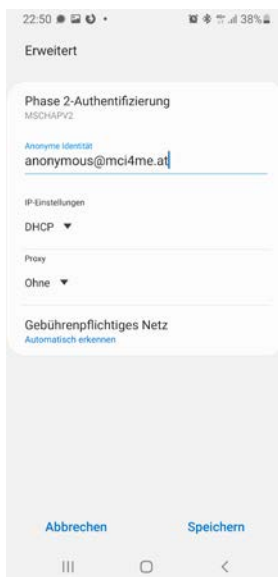 22:50
38%
Erweitert
Phase 2-Authentifizierung
MSCHAPV2
Anonyme Identität
anonymous@mci4me.at
IP-Einstellungen
DHCP
Proxy
Ohne
Gebührenpflichtiges Netz
Automatisch erkennen
Abbrechen
Speichern